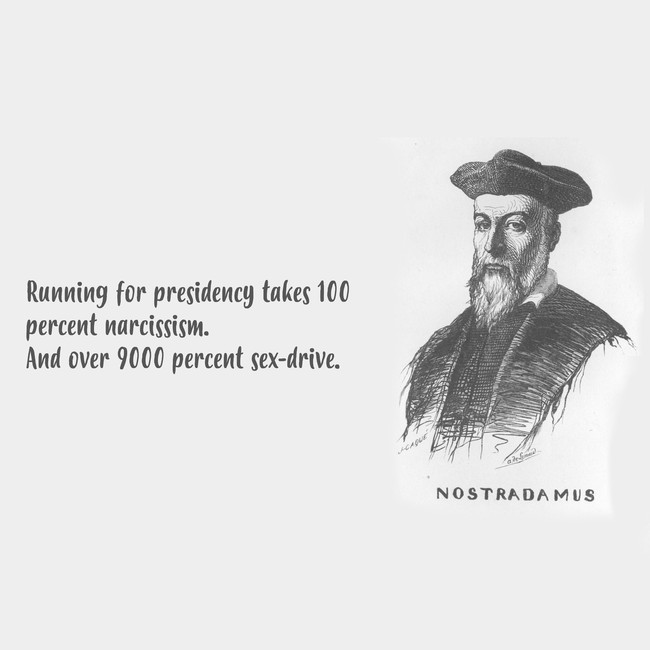 Running for presidency takes 100
percent narcissism.
And over 9000 percent sex-drive.
NOSTRADAMUS